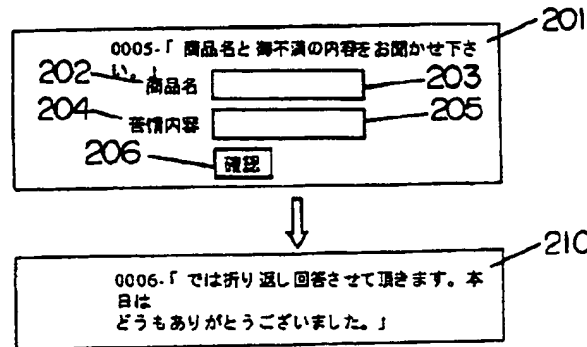 201
0005-「 商品名と御不満の内容をお聞かせ下さ
い。」
202 商品名 203
204 苦情内容 205
206 確認
210
0006-「 では折り返し回答させて頂きます。本
日は
どうもありがとうございました。」